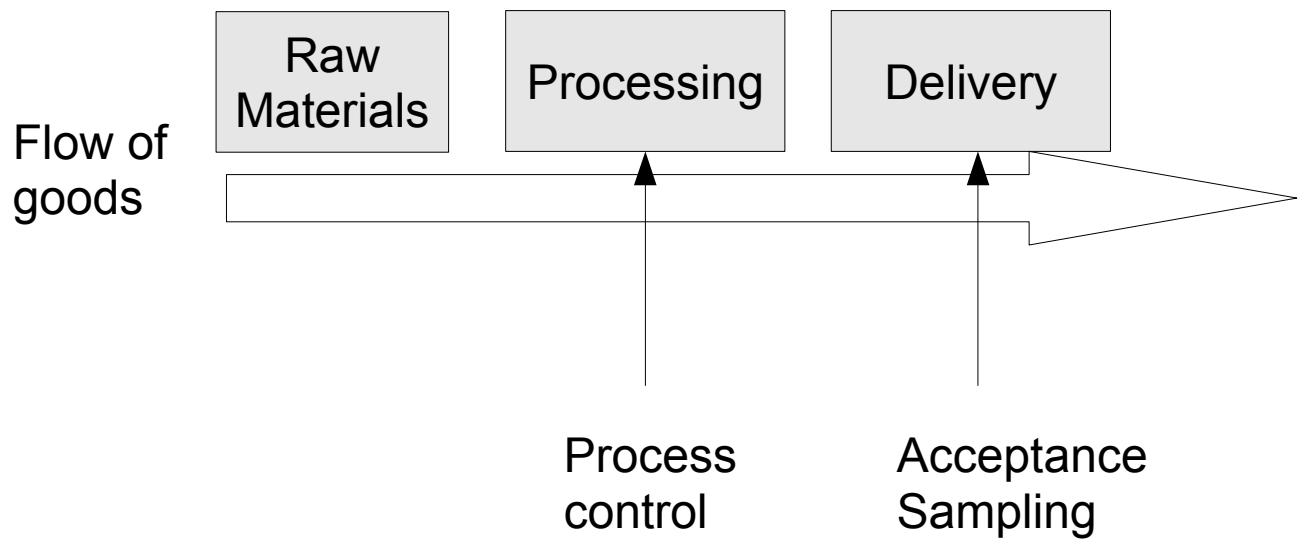 Raw
Materials
Processing
Delivery
Flow of
goods
Process
control
Acceptance
Sampling